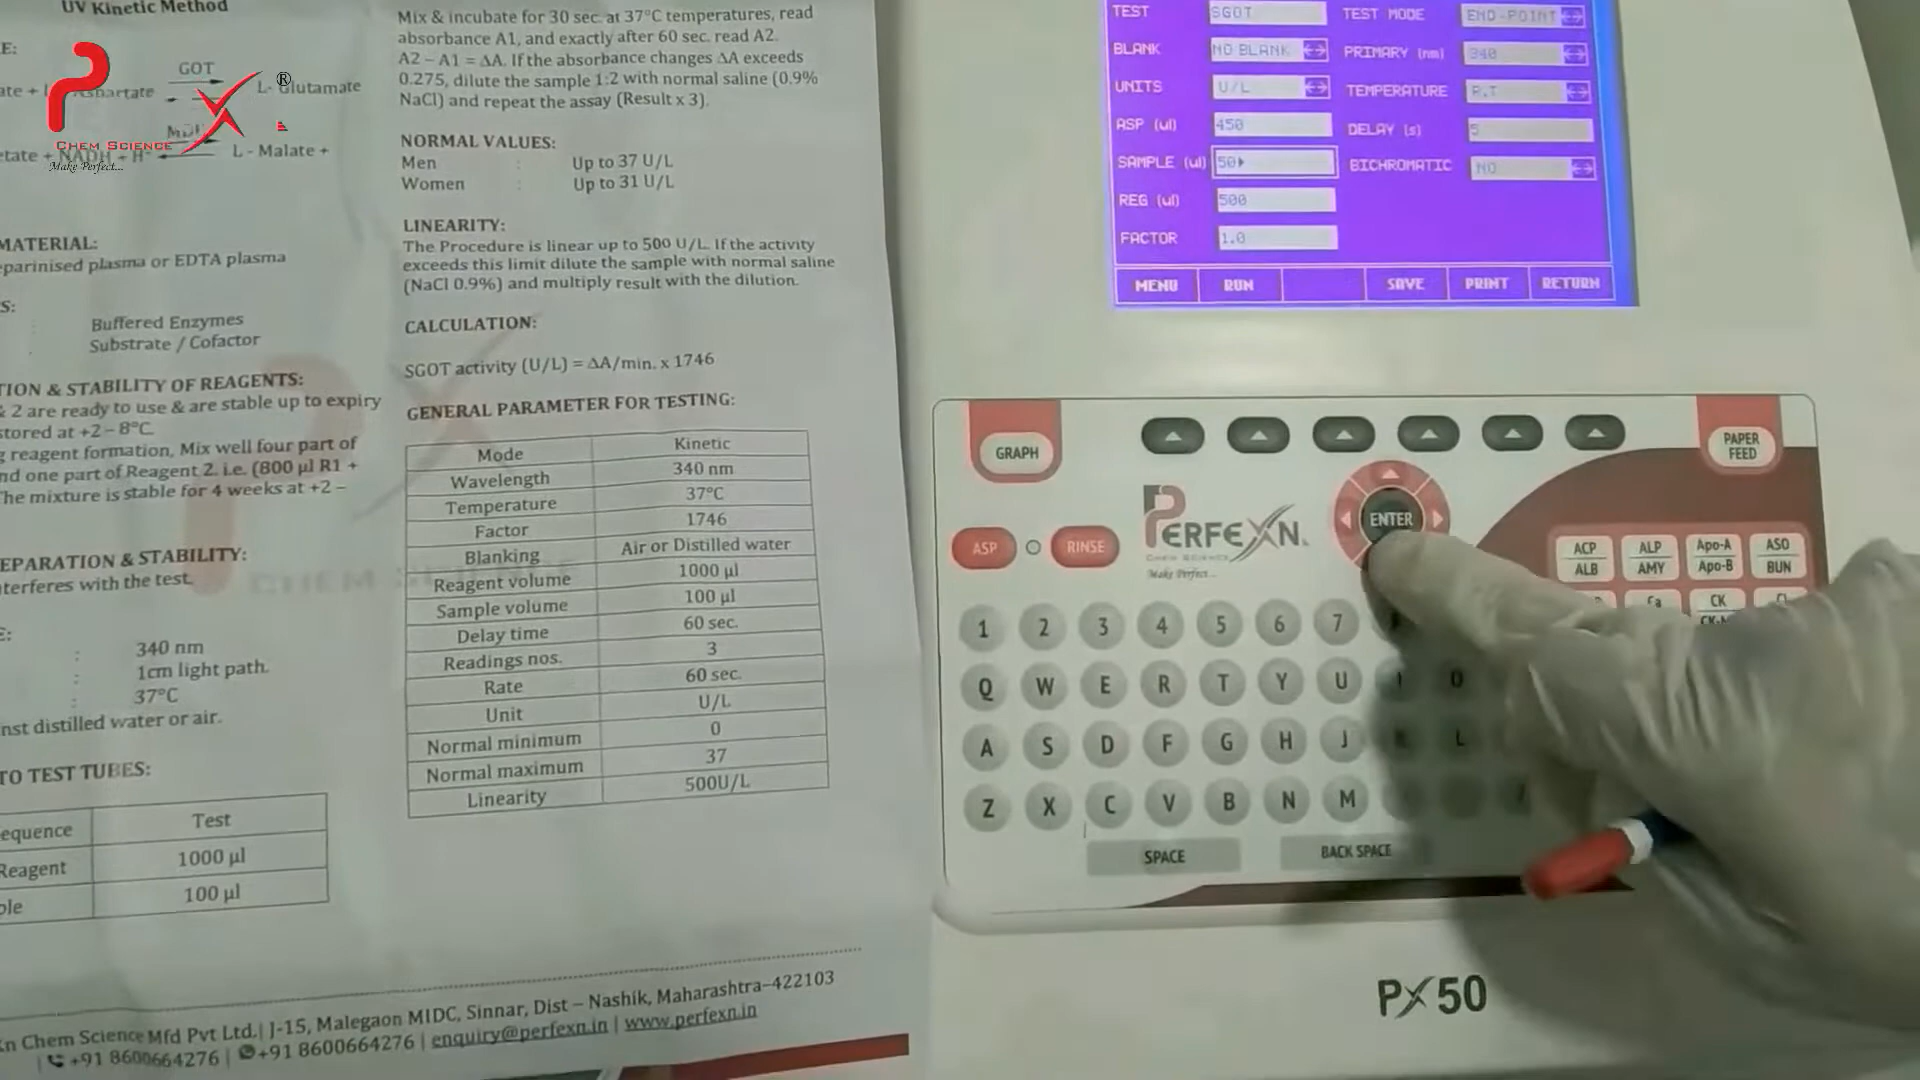 UV Kinetic Method
E:
GOT
ate + L - Aspartate
L- Glutamate
L - Malate +
CHEM SCIENCE
Make Perfect...
®
MATERIAL:
eparinised plasma or EDTA plasma
S:
: Buffered Enzymes
: Substrate / Cofactor
TION & STABILITY OF REAGENTS:
& 2 are ready to use & are stable up to expiry
stored at +2 – 8°C.
g reagent formation, Mix well four part of
nd one part of Reagent 2. i.e. (800 µl R1 +
The mixture is stable for 4 weeks at +2 –
EPARATION & STABILITY:
nterferes with the test.
E:
: 340 nm
: 1cm light path.
: 37°C
inst distilled water or air.
TO TEST TUBES:
equence Test
Reagent 1000 µl
ple 100 µl
Mix & incubate for 30 sec. at 37°C temperatures, read
absorbance A1, and exactly after 60 sec. read A2.
A2 – A1 = ΔA. If the absorbance changes ΔA exceeds
0.275, dilute the sample 1:2 with normal saline (0.9%
NaCl) and repeat the assay (Result x 3).
NORMAL VALUES:
Men : Up to 37 U/L
Women : Up to 31 U/L
LINEARITY:
The Procedure is linear up to 500 U/L. If the activity
exceeds this limit dilute the sample with normal saline
(NaCl 0.9%) and multiply result with the dilution.
CALCULATION:
SGOT activity (U/L) = ΔA/min. x 1746
GENERAL PARAMETER FOR TESTING:
Mode Kinetic
Wavelength 340 nm
Temperature 37°C
Factor 1746
Blanking Air or Distilled water
Reagent volume 1000 µl
Sample volume 100 µl
Delay time 60 sec.
Readings nos. 3
Rate 60 sec.
Unit U/L
Normal minimum 0
Normal maximum 37
Linearity 500U/L
n Chem Science Mfd Pvt Ltd.| J-15, Malegaon MIDC, Sinnar, Dist – Nashik, Maharashtra–422103
| +91 8600664276 | +91 8600664276 | enquiry@perfexn.in | www.perfexn.in
TEST SGOT TEST MODE END-POINT
BLANK NO BLANK PRIMARY (nm) 340
UNITS U/L TEMPERATURE R.T
ASP (ul) 450 DELAY (s) 5
SAMPLE (ul) 50 BICHROMATIC NO
REG (ul) 500
FACTOR 1.0
MENU RUN SAVE PRINT RETURN
GRAPH
PAPER
FEED
ASP RINSE
PERFEXN
Chem Science
Make Perfect...
ENTER
ACP ALP Apo-A ASO
ALB AMY Apo-B BUN
Ca CK Cl
1 2 3 4 5 6 7
Q W E R T Y U I O
A S D F G H J K L
Z X C V B N M
SPACE BACK SPACE
PX50